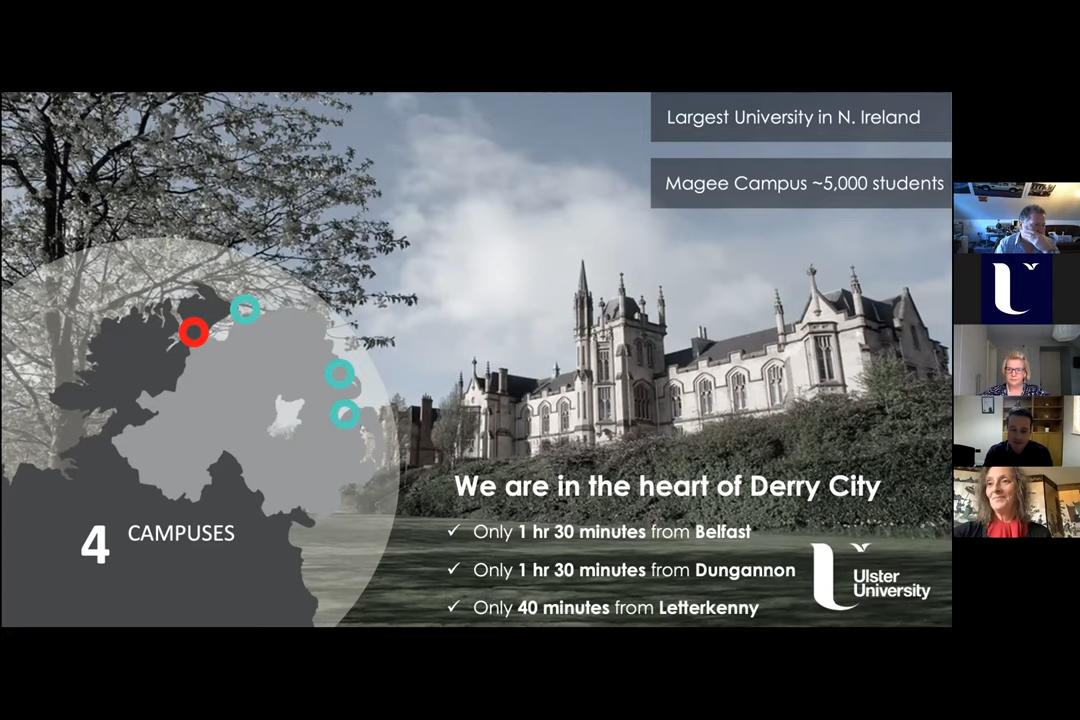 Largest University in N. Ireland
Magee Campus ~5,000 students
4 CAMPUSES
We are in the heart of Derry City
✓ Only 1 hr 30 minutes from Belfast
✓ Only 1 hr 30 minutes from Dungannon
✓ Only 40 minutes from Letterkenny
Ulster
University